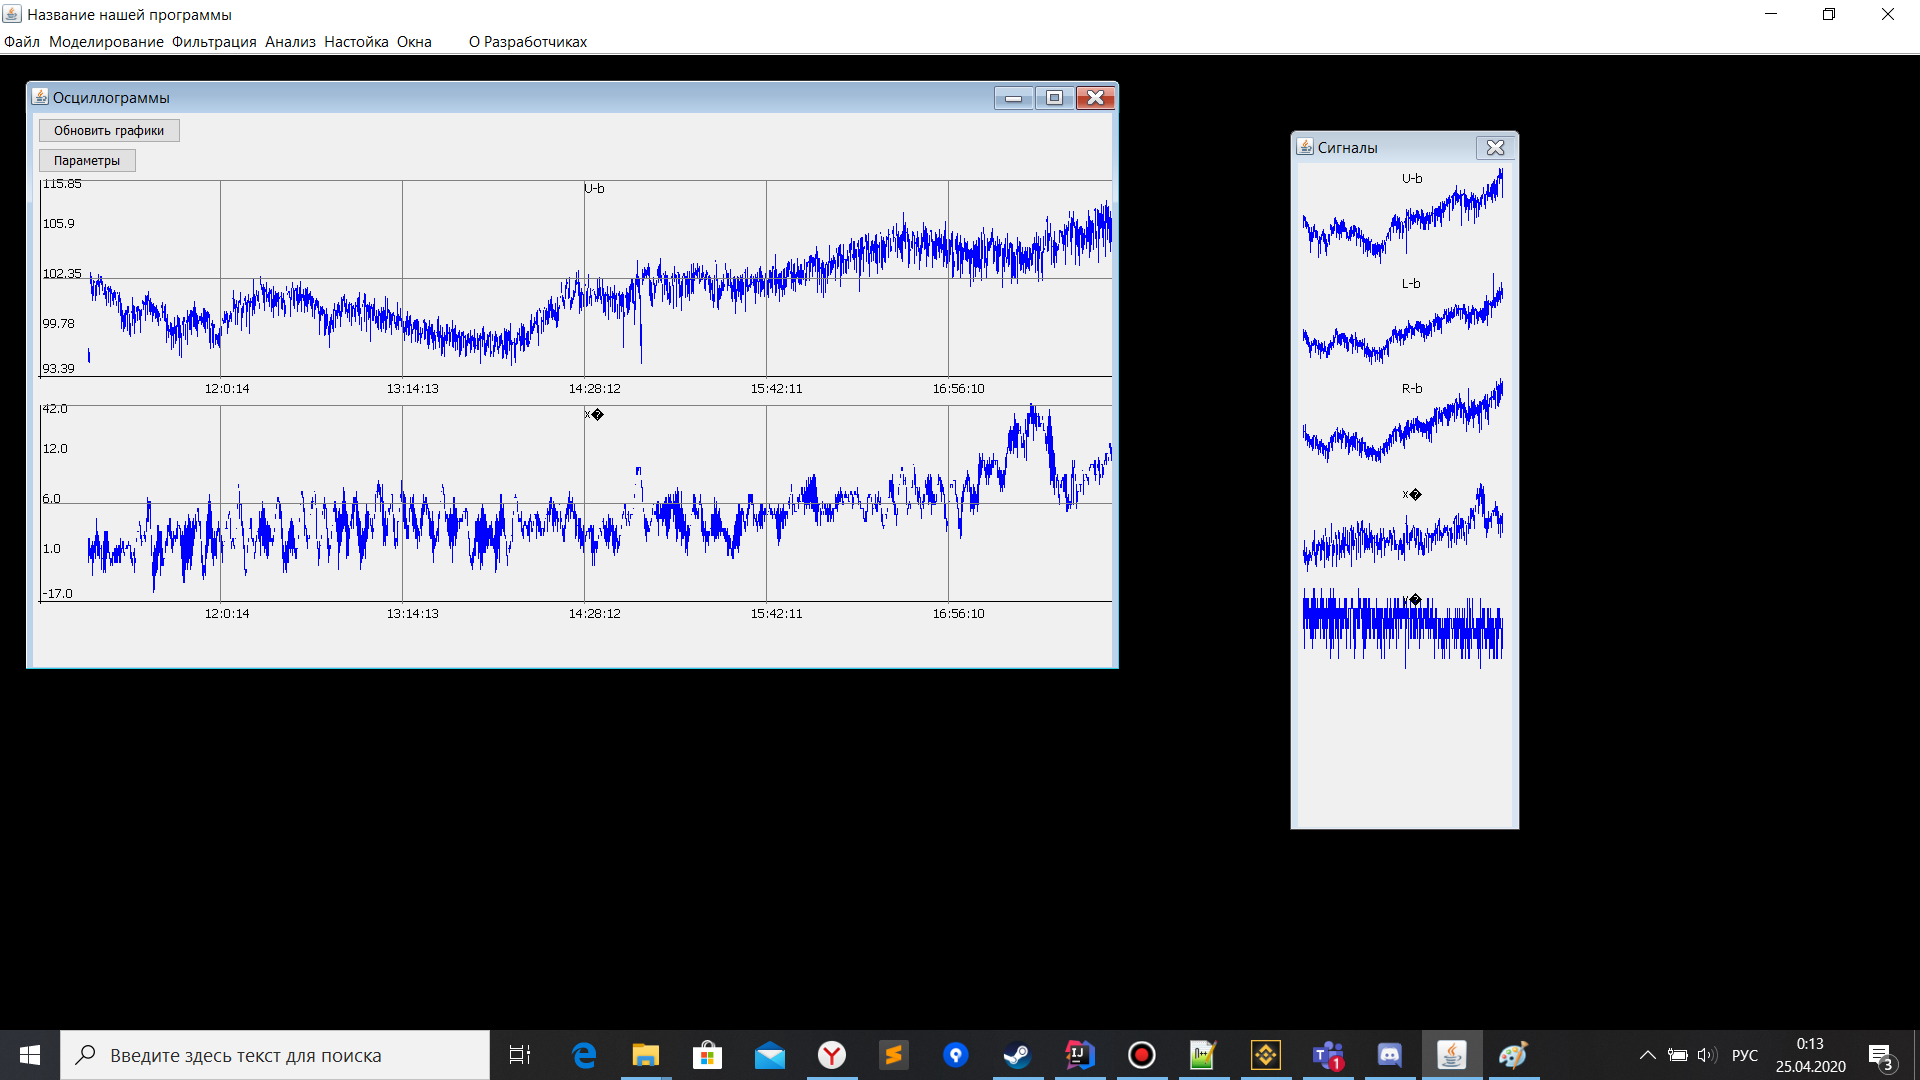 Название нашей программы
Файл Моделирование Фильтрация Анализ Настойка Окна О Разработчиках
Осциллограммы
Обновить графики
Параметры
115.85
U-b
105.9
102.35
99.78
93.39
12:0:14 13:14:13 14:28:12 15:42:11 16:56:10
42.0
x�
12.0
6.0
1.0
-17.0
12:0:14 13:14:13 14:28:12 15:42:11 16:56:10
Сигналы
U-b
L-b
R-b
x�
y�
Введите здесь текст для поиска
1
РУС
0:13
25.04.2020
3